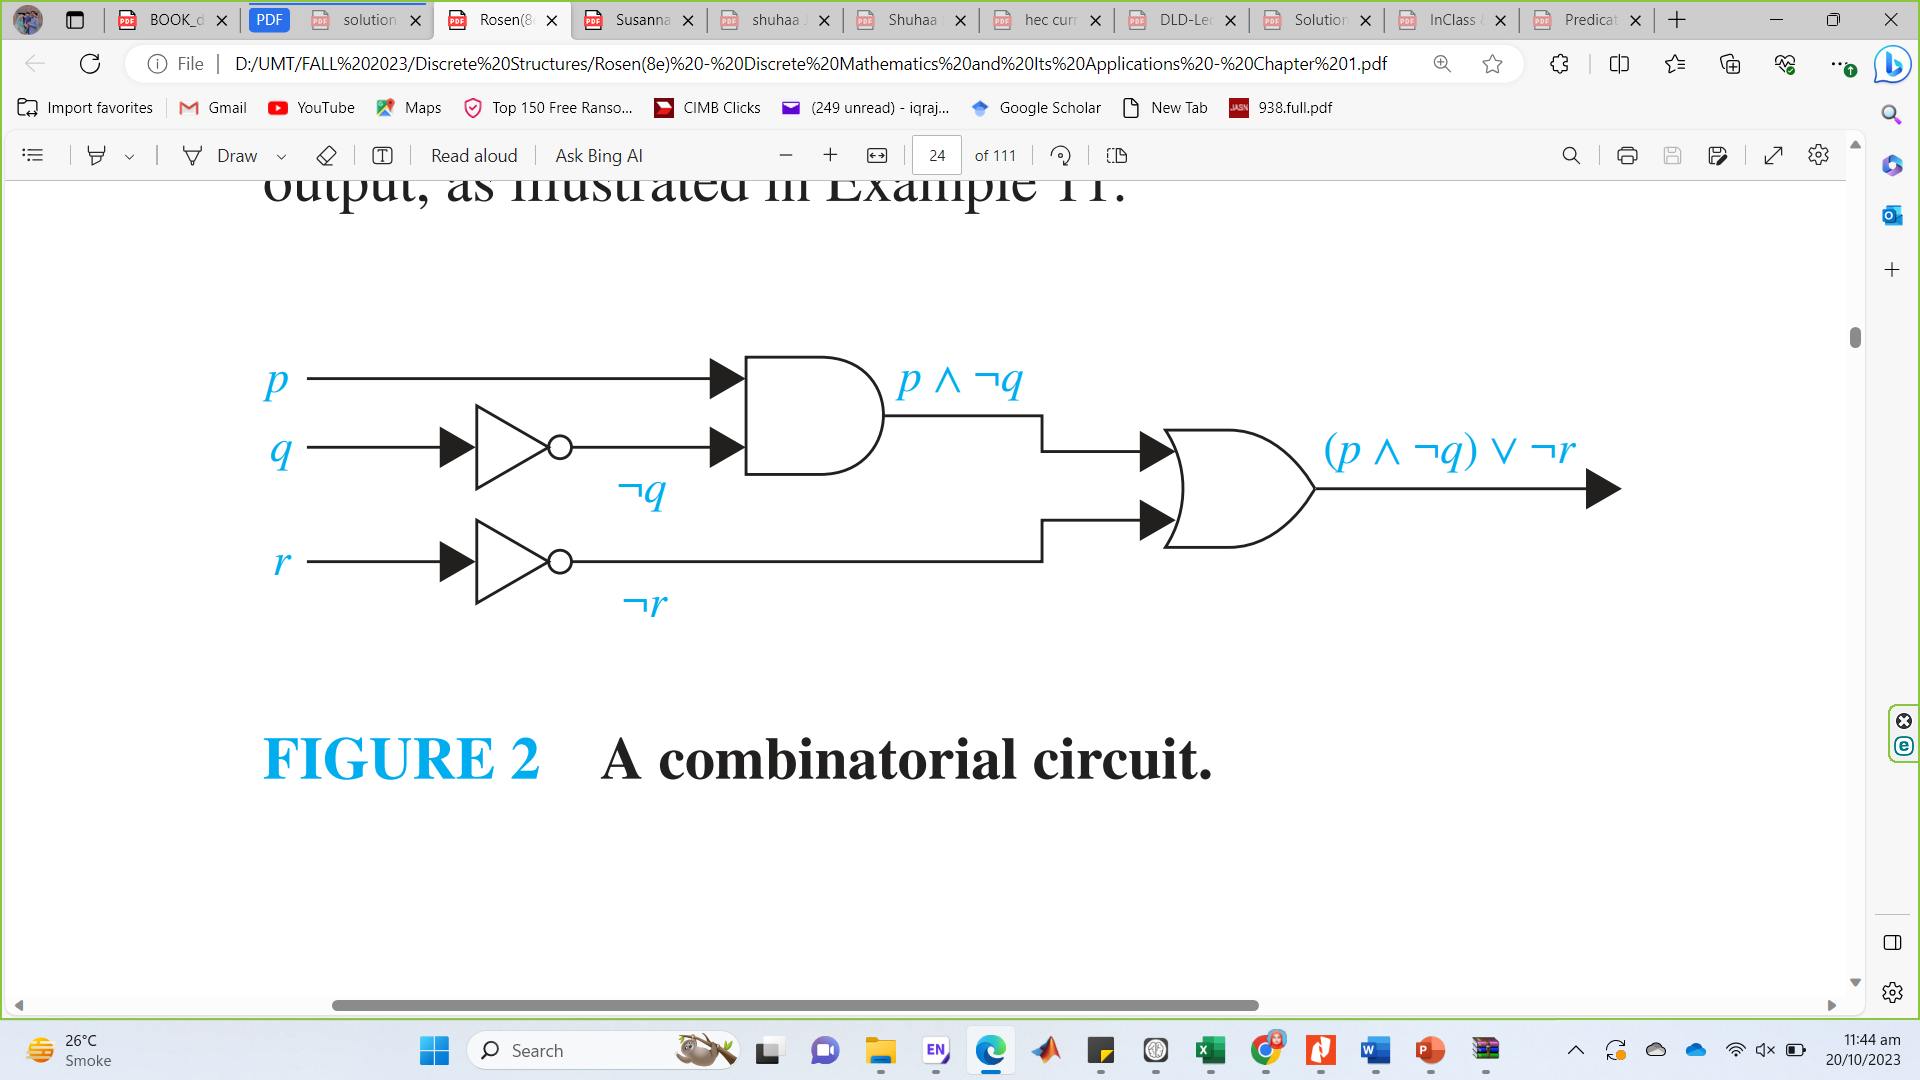 BOOK_d
PDF
solution
Rosen(8
Susanna
shuhaa
Shuhaa
hec curr
DLD-Lec
Solution
InClass
Predicat
File
D:/UMT/FALL%202023/Discrete%20Structures/Rosen(8e)%20-%20Discrete%20Mathematics%20and%20Its%20Applications%20-%20Chapter%201.pdf
Import favorites
Gmail
YouTube
Maps
Top 150 Free Ranso...
CIMB Clicks
(249 unread) - iqraj...
Google Scholar
New Tab
JASN
938.full.pdf
Draw
Read aloud
Ask Bing AI
24
of 111
output, as illustrated in Example 11.
p
p ∧ ¬q
q
(p ∧ ¬q) ∨ ¬r
¬q
r
¬r
FIGURE 2 A combinatorial circuit.
26°C
Smoke
Search
EN
11:44 am
20/10/2023